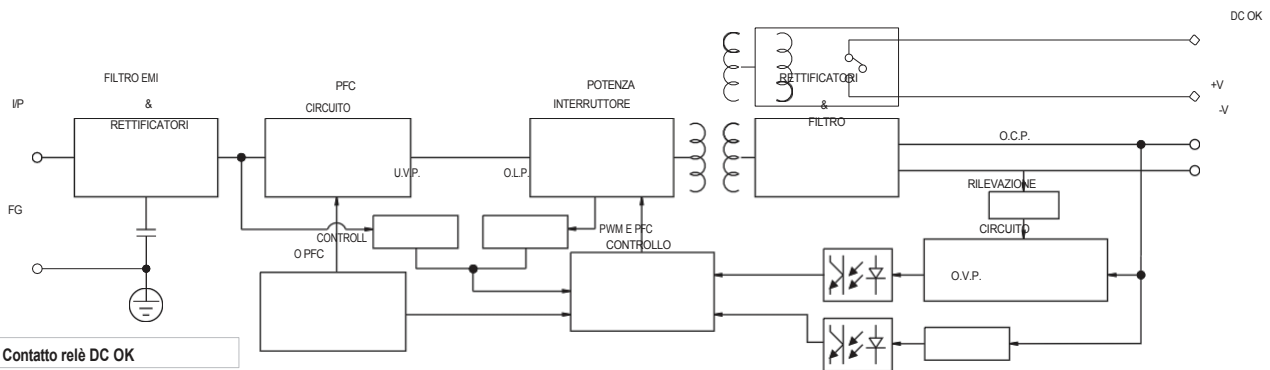 DC OK
FILTRO EMI
&
RETTIFICATORI
PFC
CIRCUITO
POTENZA
INTERRUTTORE
RETTIFICATORI
&
FILTRO
+V
-V
I/P
O.C.P.
U.V.P.
O.L.P.
RILEVAZIONE
FG
CIRCUITO
CONTROLL
O PFC
PWM E PFC
CONTROLLO
O.V.P.
Contatto relè DC OK